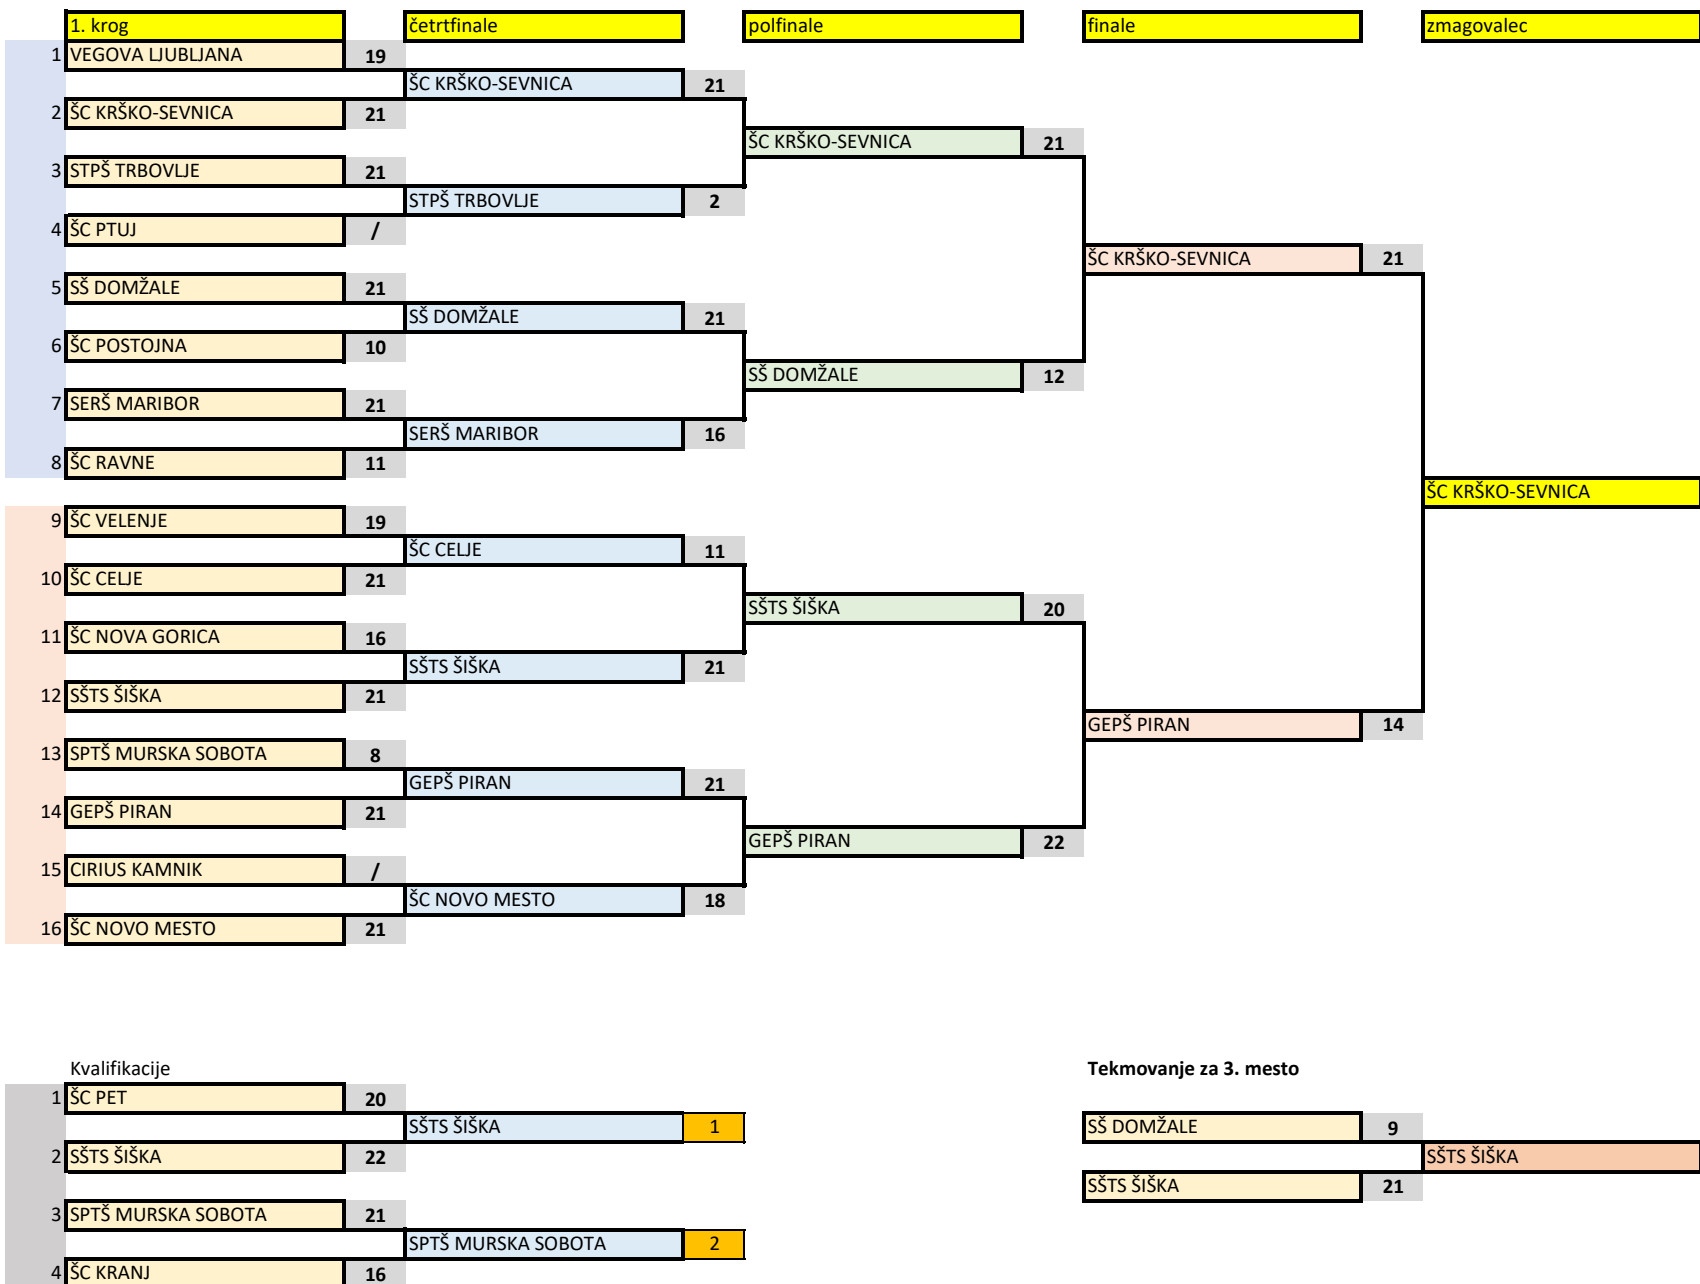 1. krog četrtfinale polfinale finale zmagovalec
1 VEGOVA LJUBLJANA 19
ŠC KRŠKO-SEVNICA 21
2 ŠC KRŠKO-SEVNICA 21
ŠC KRŠKO-SEVNICA 21
3 STPŠ TRBOVLJE 21
STPŠ TRBOVLJE 2
4 ŠC PTUJ /
ŠC KRŠKO-SEVNICA 21
5 SŠ DOMŽALE 21
SŠ DOMŽALE 21
6 ŠC POSTOJNA 10
SŠ DOMŽALE 12
7 SERŠ MARIBOR 21
SERŠ MARIBOR 16
8 ŠC RAVNE 11
ŠC KRŠKO-SEVNICA
9 ŠC VELENJE 19
ŠC CELJE 11
10 ŠC CELJE 21
SŠTS ŠIŠKA 20
11 ŠC NOVA GORICA 16
SŠTS ŠIŠKA 21
12 SŠTS ŠIŠKA 21
GEPŠ PIRAN 14
13 SPTŠ MURSKA SOBOTA 8
GEPŠ PIRAN 21
14 GEPŠ PIRAN 21
GEPŠ PIRAN 22
15 CIRIUS KAMNIK /
ŠC NOVO MESTO 18
16 ŠC NOVO MESTO 21
Kvalifikacije Tekmovanje za 3. mesto
1 ŠC PET 20
SŠTS ŠIŠKA 1 SŠ DOMŽALE 9
2 SŠTS ŠIŠKA 22 SŠTS ŠIŠKA
SŠTS ŠIŠKA 21
3 SPTŠ MURSKA SOBOTA 21
SPTŠ MURSKA SOBOTA 2
4 ŠC KRANJ 16